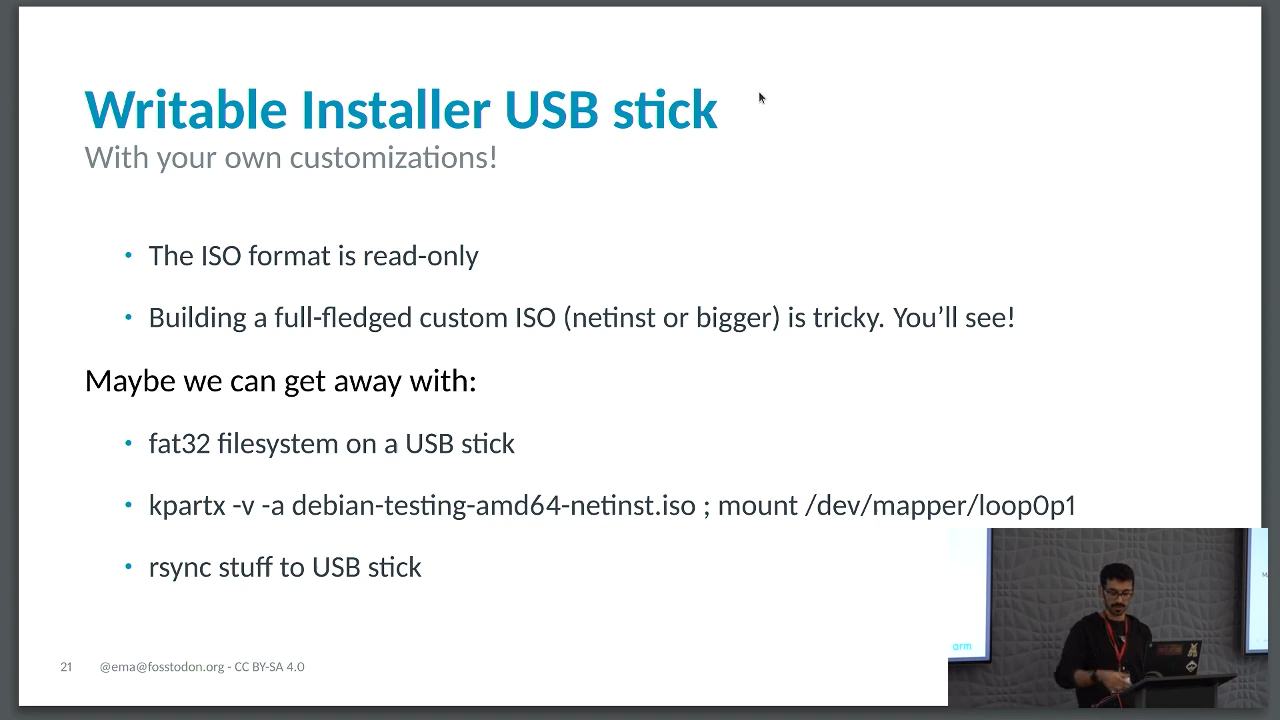 Writable Installer USB stick
With your own customizations!
• The ISO format is read-only
• Building a full-fledged custom ISO (netinst or bigger) is tricky. You’ll see!
Maybe we can get away with:
• fat32 filesystem on a USB stick
• kpartx -v -a debian-testing-amd64-netinst.iso ; mount /dev/mapper/loop0p1
• rsync stuff to USB stick
21 @ema@fosstodon.org - CC BY-SA 4.0
arm